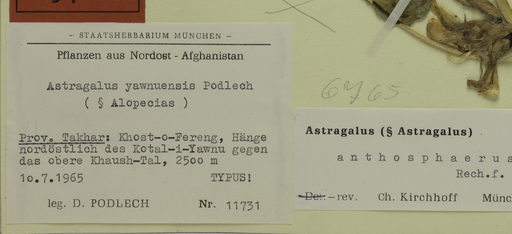 – STAATSHERBARIUM MÜNCHEN –
Pflanzen aus Nordost - Afghanistan
Astragalus yawnuensis Podlech
( § Alopecias )
Prov. Takhar: Khost-o-Fereng, Hänge
nordöstlich des Kotal-i-Yawnu gegen
das obere Khaush-Tal, 2500 m
10.7.1965 TYPUS!
leg. D. PODLECH Nr. 11731
6465
Astragalus (§ Astragalus)
anthosphaerus
Rech.f.
Det. – rev. Ch. Kirchhoff Münc